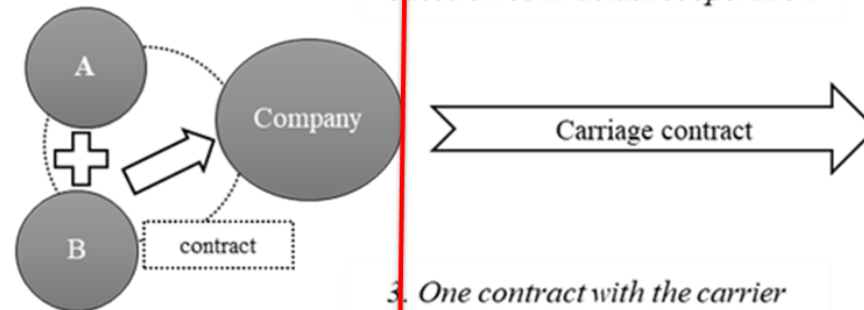 A
Company
Carriage contract
B
contract
3. One contract with the carrier